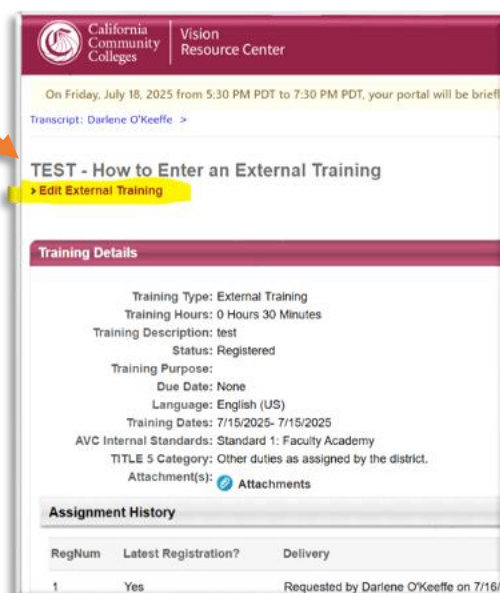 California
Community
Colleges
Vision
Resource Center
On Friday, July 18, 2025 from 5:30 PM PDT to 7:30 PM PDT, your portal will be brief
Transcript: Darlene O'Keeffe >
TEST - How to Enter an External Training
› Edit External Training
Training Details
Training Type: External Training
Training Hours: 0 Hours 30 Minutes
Training Description: test
Status: Registered
Training Purpose:
Due Date: None
Language: English (US)
Training Dates: 7/15/2025- 7/15/2025
AVC Internal Standards: Standard 1: Faculty Academy
TITLE 5 Category: Other duties as assigned by the district.
Attachment(s): Attachments
Assignment History
RegNum Latest Registration? Delivery
1 Yes Requested by Darlene O'Keeffe on 7/16/